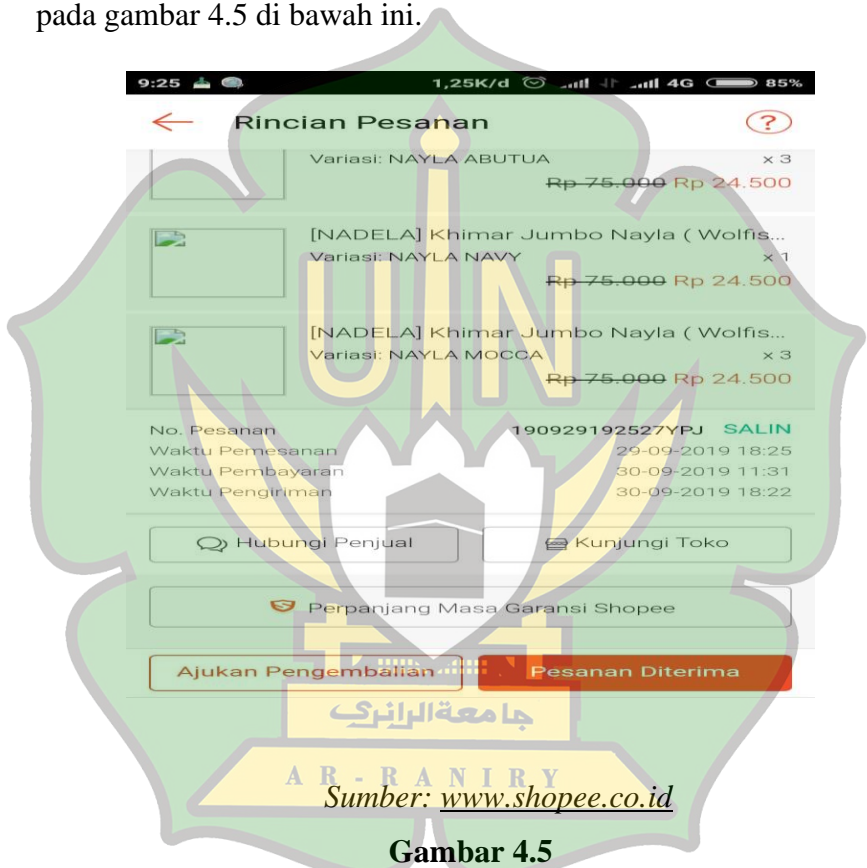 pada gambar 4.5 di bawah ini.
9:25 1,25K/d 4G 85%
Rincian Pesanan ?
Variasi: NAYLA ABUTUA x 3
Rp 75.000 Rp 24.500
[NADELA] Khimar Jumbo Nayla ( Wolfis...
Variasi: NAYLA NAVY x 1
Rp 75.000 Rp 24.500
[NADELA] Khimar Jumbo Nayla ( Wolfis...
Variasi: NAYLA MOCCA x 3
Rp 75.000 Rp 24.500
No. Pesanan 190929192527YPJ SALIN
Waktu Pemesanan 29-09-2019 18:25
Waktu Pembayaran 30-09-2019 11:31
Waktu Pengiriman 30-09-2019 18:22
Hubungi Penjual Kunjungi Toko
Perpanjang Masa Garansi Shopee
Ajukan Pengembalian Pesanan Diterima
UIN
جامعة الرانري
AR-RANIRY
Sumber: www.shopee.co.id
Gambar 4.5